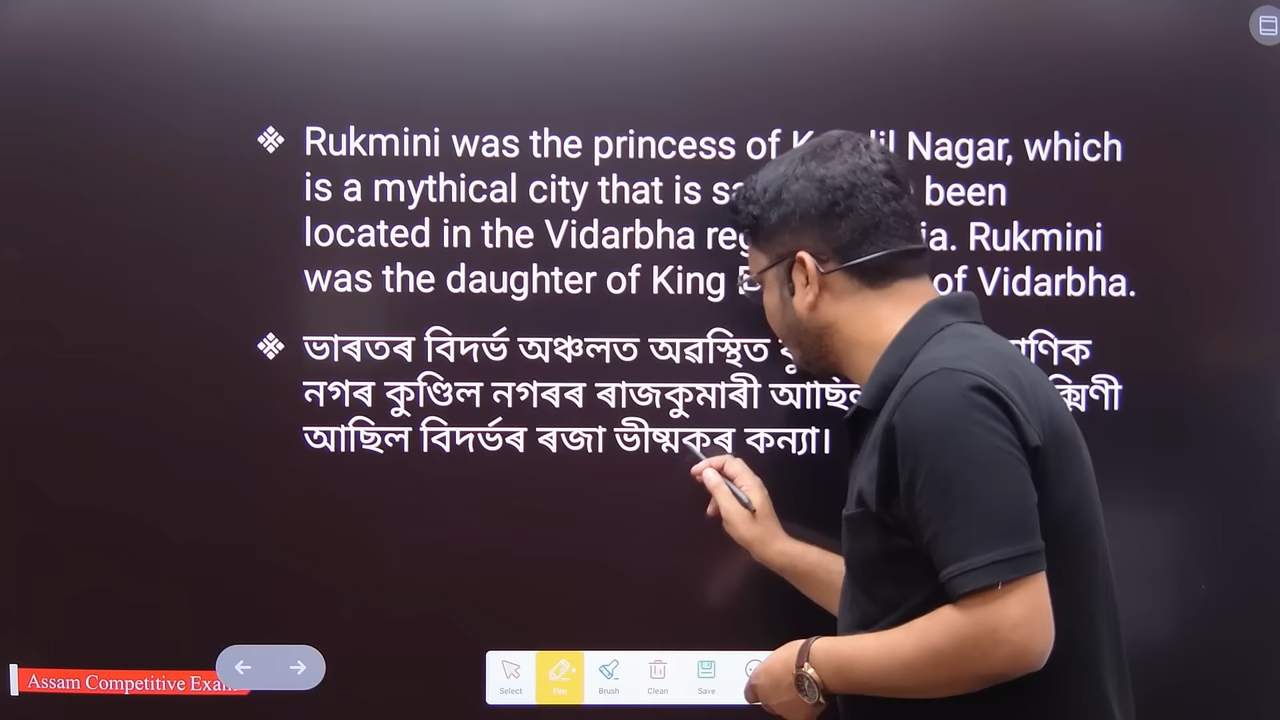 Rukmini was the princess of Nagar, which
is a mythical city that is been
located in the Vidarbha Rukmini
was the daughter of King of Vidarbha.
ভাৰতৰ বিদৰ্ভ অঞ্চলত অৱস্থিত
নগৰ কুণ্ডিল নগৰৰ ৰাজকুমাৰী
আছিল বিদৰ্ভৰ ৰজা ভীষ্মকৰ কন্যা।
Assam Competitive Exam
Select
Pen
Brush
Clean
Save